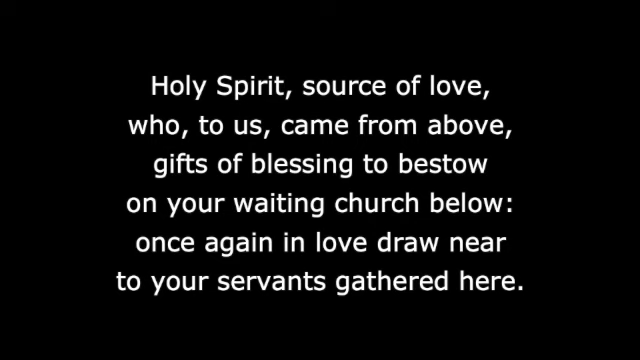 Holy Spirit, source of love,
who, to us, came from above,
gifts of blessing to bestow
on your waiting church below:
once again in love draw near
to your servants gathered here.